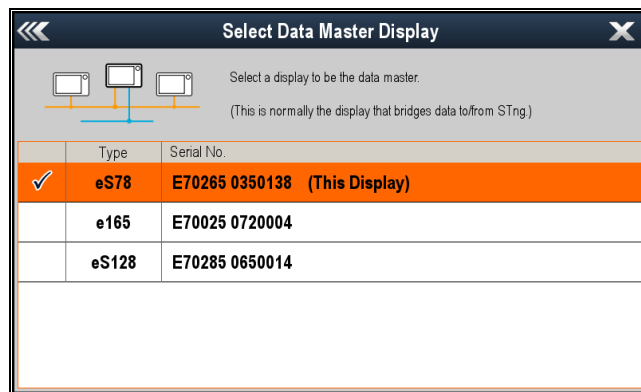 Select Data Master Display
Select a display to be the data master.
(This is normally the display that bridges data to/from STng.)
Type Serial No.
eS78 E70265 0350138 (This Display)
e165 E70025 0720004
eS128 E70285 0650014